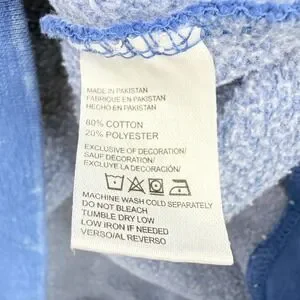 MADE IN PAKISTAN
FABRIQUE EN PAKISTAN
HECHO EN PAKISTAN
80% COTTON
20% POLYESTER
EXCLUSIVE OF DECORATION/
SAUF DECORATION/
EXCLUYE LA DECORACIÓN/
MACHINE WASH COLD SEPARATELY
DO NOT BLEACH
TUMBLE DRY LOW
LOW IRON IF NEEDED
VERSO/AL REVERSO